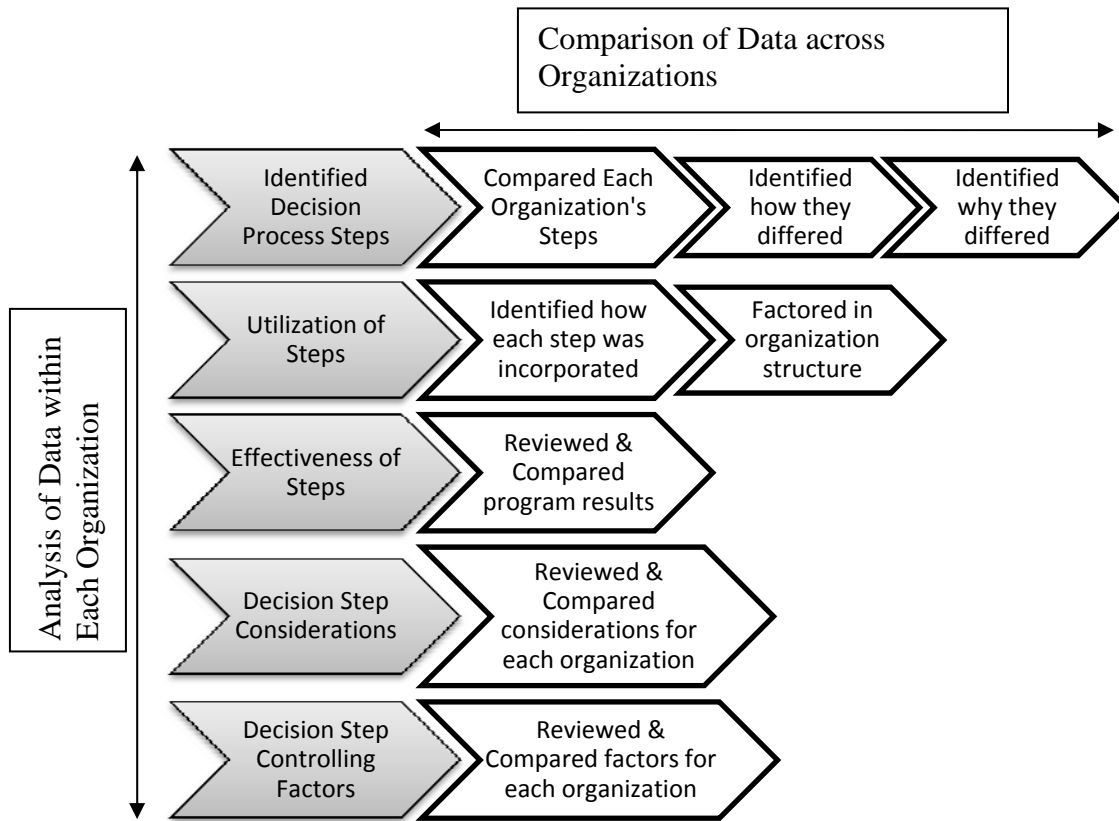 Comparison of Data across
Organizations
Analysis of Data within
Each Organization
Identified
Decision
Process Steps
Compared Each
Organization's
Steps
Identified
how they
differed
Identified
why they
differed
Utilization of
Steps
Identified how
each step was
incorporated
Factored in
organization
structure
Effectiveness of
Steps
Reviewed &
Compared
program results
Decision Step
Considerations
Reviewed &
Compared
considerations for
each organization
Decision Step
Controlling
Factors
Reviewed &
Compared factors for
each organization